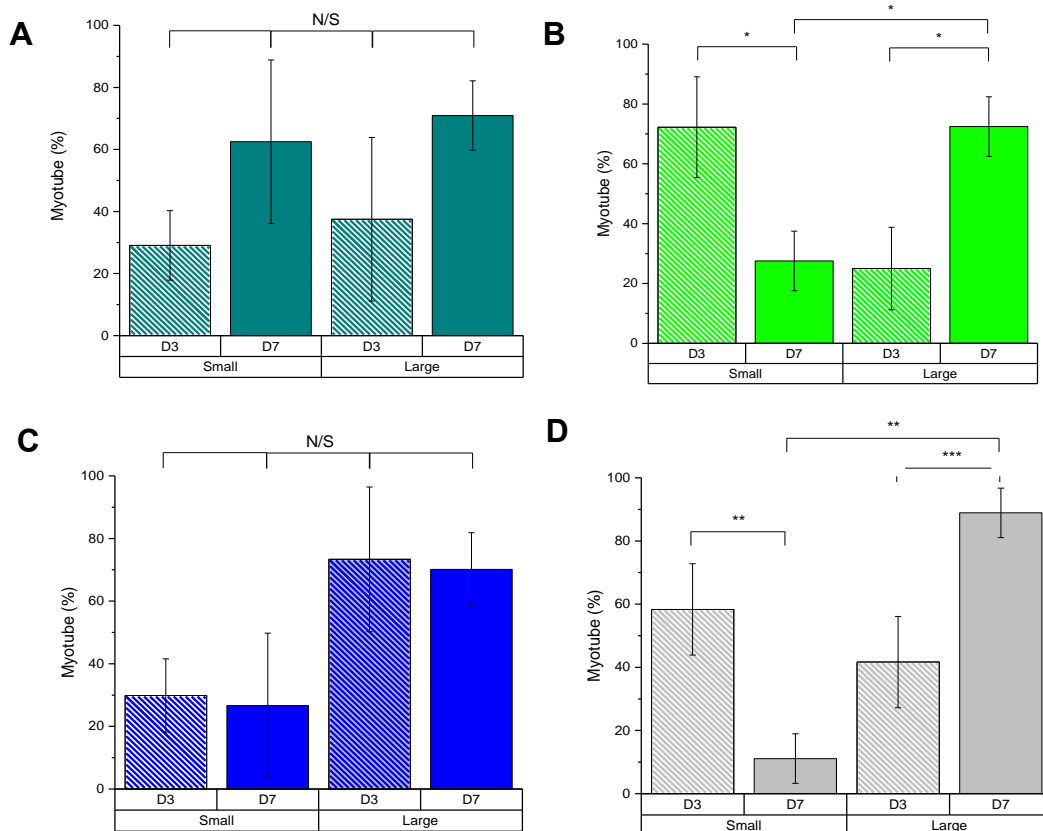 A
N/S
Myotube (%)
100
80
60
40
20
0
D3 D7 D3 D7
Small Large
B
*
*
*
Myotube (%)
100
80
60
40
20
0
D3 D7 D3 D7
Small Large
C
N/S
Myotube (%)
100
80
60
40
20
0
D3 D7 D3 D7
Small Large
D
**
***
**
Myotube (%)
100
80
60
40
20
0
D3 D7 D3 D7
Small Large